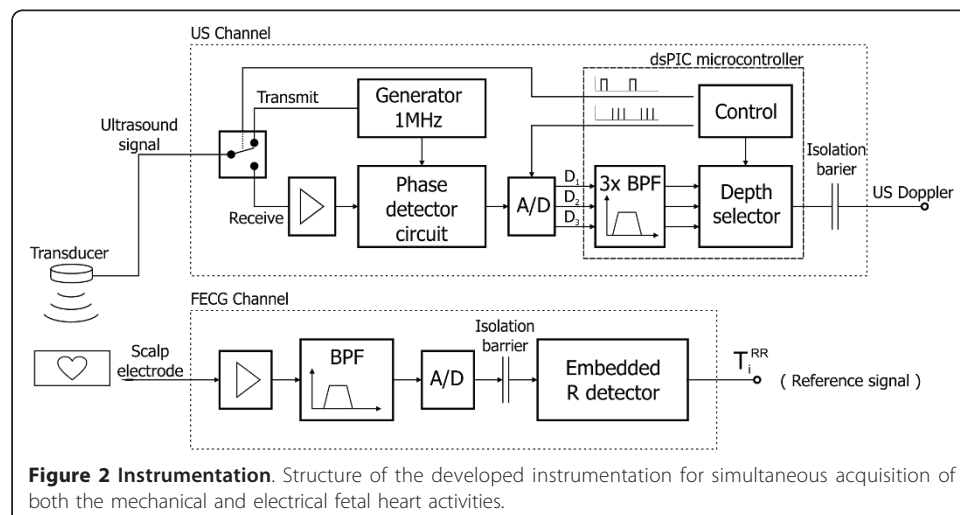 US Channel
dsPIC microcontroller
Transmit
Generator
1MHz
Control
Ultrasound
signal
Isolation
barier
Receive
Phase
detector
circuit
A/D
D1
D2
D3
3x BPF
Depth
selector
US Doppler
Transducer
FECG Channel
Scalp
electrode
BPF
A/D
Isolation
barrier
Embedded
R detector
T_i^RR
( Reference signal )
Figure 2 Instrumentation. Structure of the developed instrumentation for simultaneous acquisition of
both the mechanical and electrical fetal heart activities.